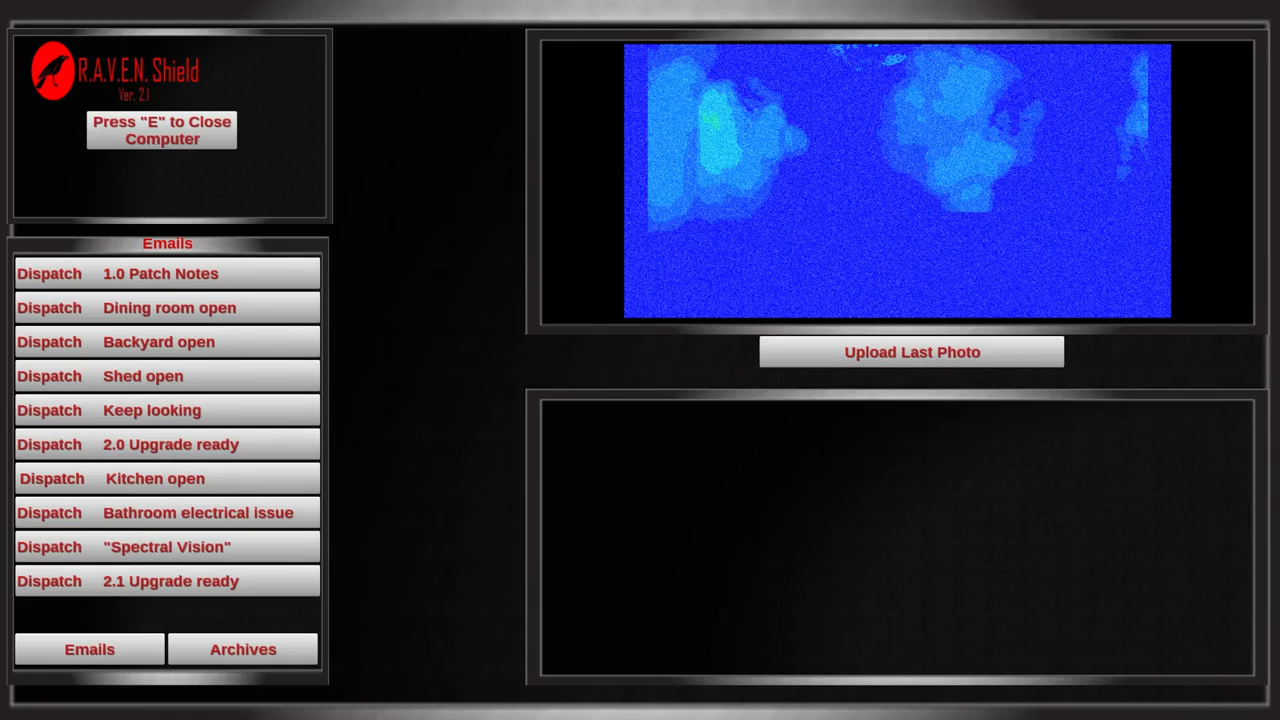 R.A.V.E.N. Shield
Ver. 2.1
Press "E" to Close
Computer
Emails
Dispatch 1.0 Patch Notes
Dispatch Dining room open
Dispatch Backyard open
Dispatch Shed open
Dispatch Keep looking
Dispatch 2.0 Upgrade ready
Dispatch Kitchen open
Dispatch Bathroom electrical issue
Dispatch "Spectral Vision"
Dispatch 2.1 Upgrade ready
Emails Archives
Upload Last Photo